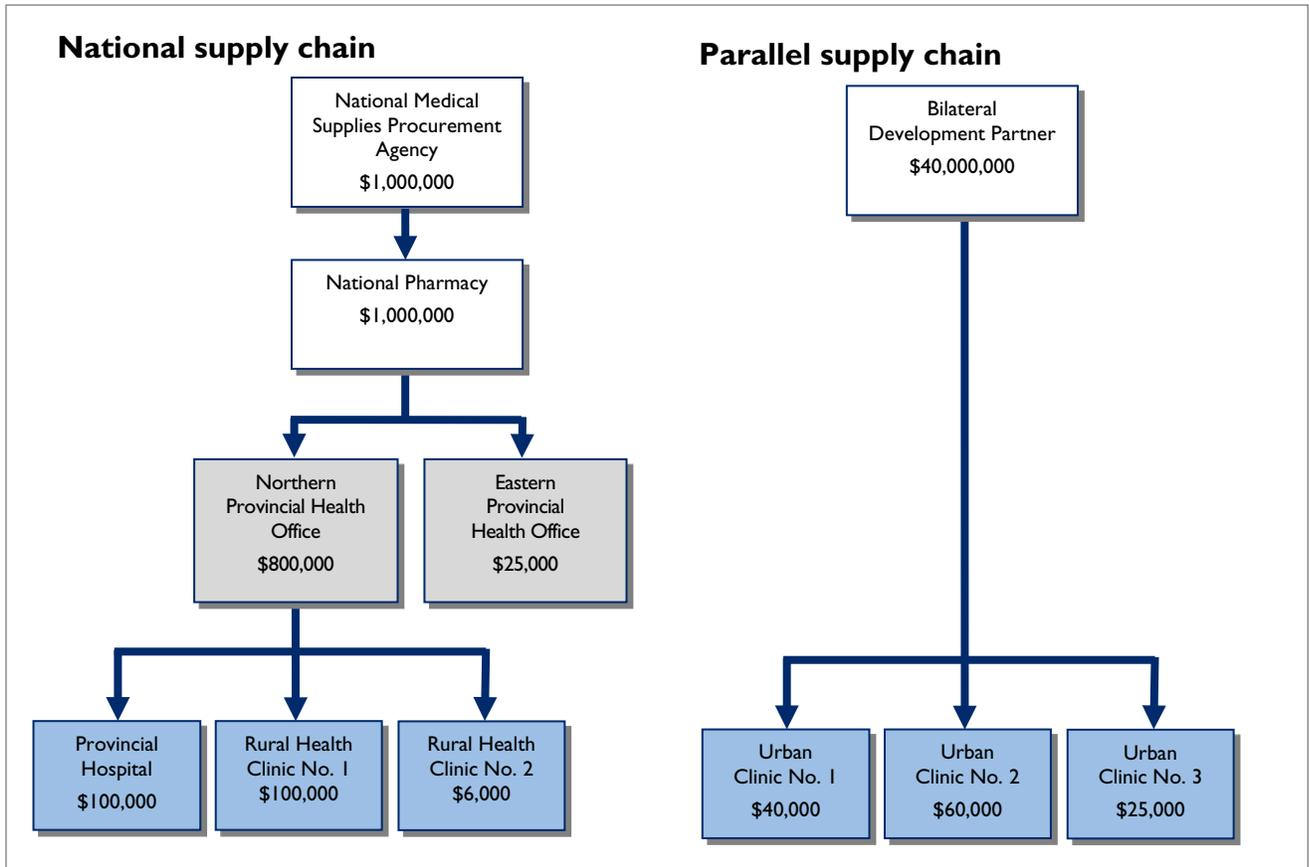 National supply chain
National Medical
Supplies Procurement
Agency
$1,000,000
National Pharmacy
$1,000,000
Northern
Provincial Health
Office
$800,000
Eastern
Provincial
Health Office
$25,000
Provincial
Hospital
$100,000
Rural Health
Clinic No. 1
$100,000
Rural Health
Clinic No. 2
$6,000
Parallel supply chain
Bilateral
Development Partner
$40,000,000
Urban
Clinic No. 1
$40,000
Urban
Clinic No. 2
$60,000
Urban
Clinic No. 3
$25,000